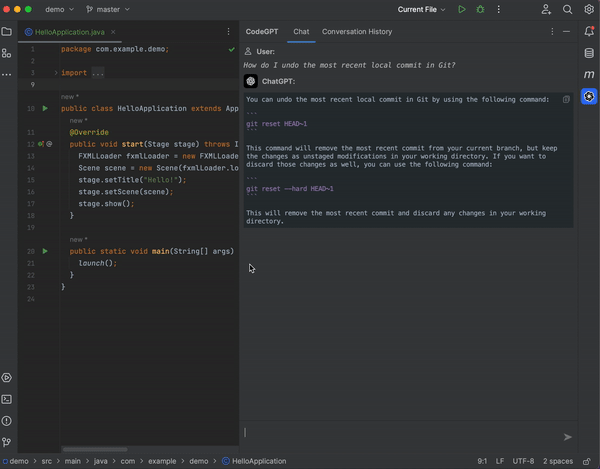 demo
master
Current File
HelloApplication.java
CodeGPT
Chat
Conversation History
1 package com.example.demo;
2
3 import ...
9
new *
10 public class HelloApplication extends App
new *
11 @Override
12 public void start(Stage stage) throws I
13 FXMLLoader fxmlLoader = new FXMLLoade
14 Scene scene = new Scene(fxmlLoader.lo
15 stage.setTitle("Hello!");
16 stage.setScene(scene);
17 stage.show();
18 }
19
new *
20 public static void main(String[] args)
21 launch();
22 }
23 }
24
User:
How do I undo the most recent local commit in Git?
ChatGPT:
You can undo the most recent local commit in Git by using the following command:
```
git reset HEAD~1
```
This command will remove the most recent commit from your current branch, but keep
the changes as unstaged modifications in your working directory. If you want to
discard those changes as well, you can use the following command:
```
git reset --hard HEAD~1
```
This will remove the most recent commit and discard any changes in your working
directory.
m
demo > src > main > java > com > example > demo > HelloApplication
9:1 LF UTF-8 2 spaces